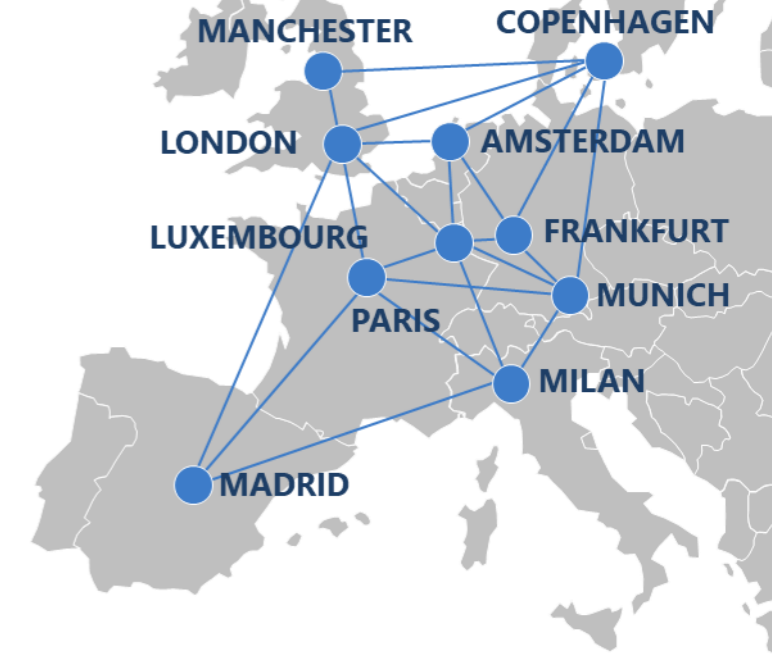 COPENHAGEN
MANCHESTER
LONDON
AMSTERDAM
LUXEMBOURG
FRANKFURT
MUNICH
PARIS
MILAN
MADRID